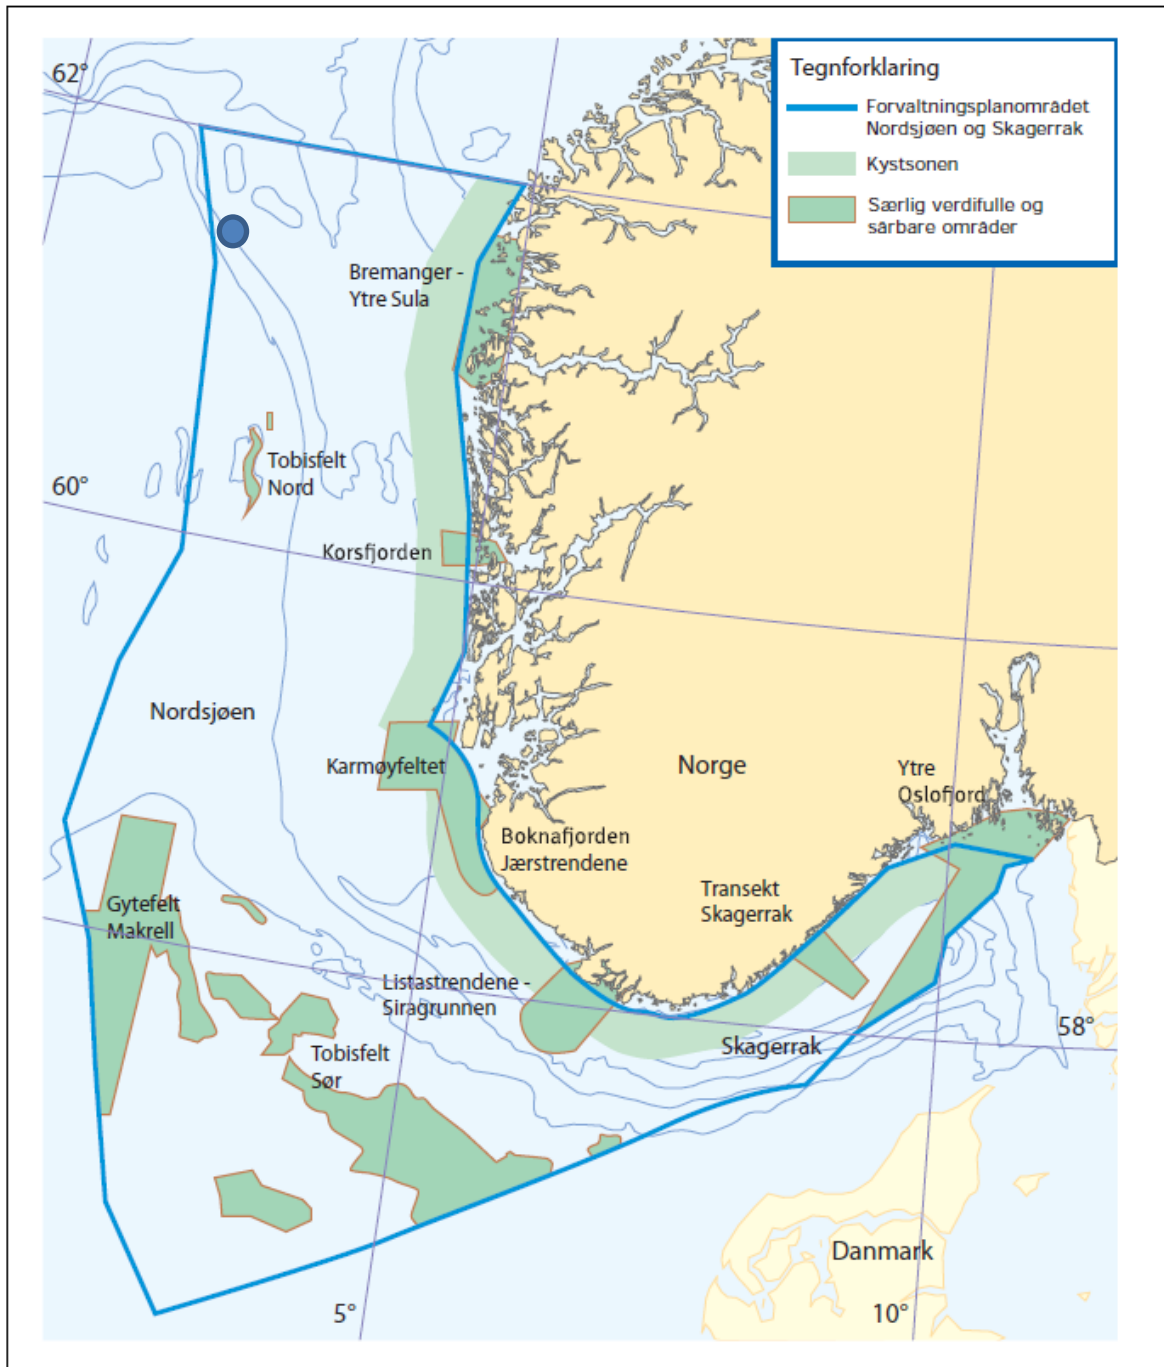 62°
Tegnforklaring
Forvaltningsplanområdet
Nordsjøen og Skagerrak
Kystsonen
Særlig verdifulle og
sårbare områder
Bremanger -
Ytre Sula
Tobisfelt
Nord
60°
Korsfjorden
Nordsjøen
Karmøyfeltet
Norge
Ytre
Oslofjord
Boknafjorden
Jærstrendene
Transekt
Skagerrak
Gytefelt
Makrell
Listastrendene -
Siragrunnen
58°
Skagerrak
Tobisfelt
Sør
Danmark
5°
10°